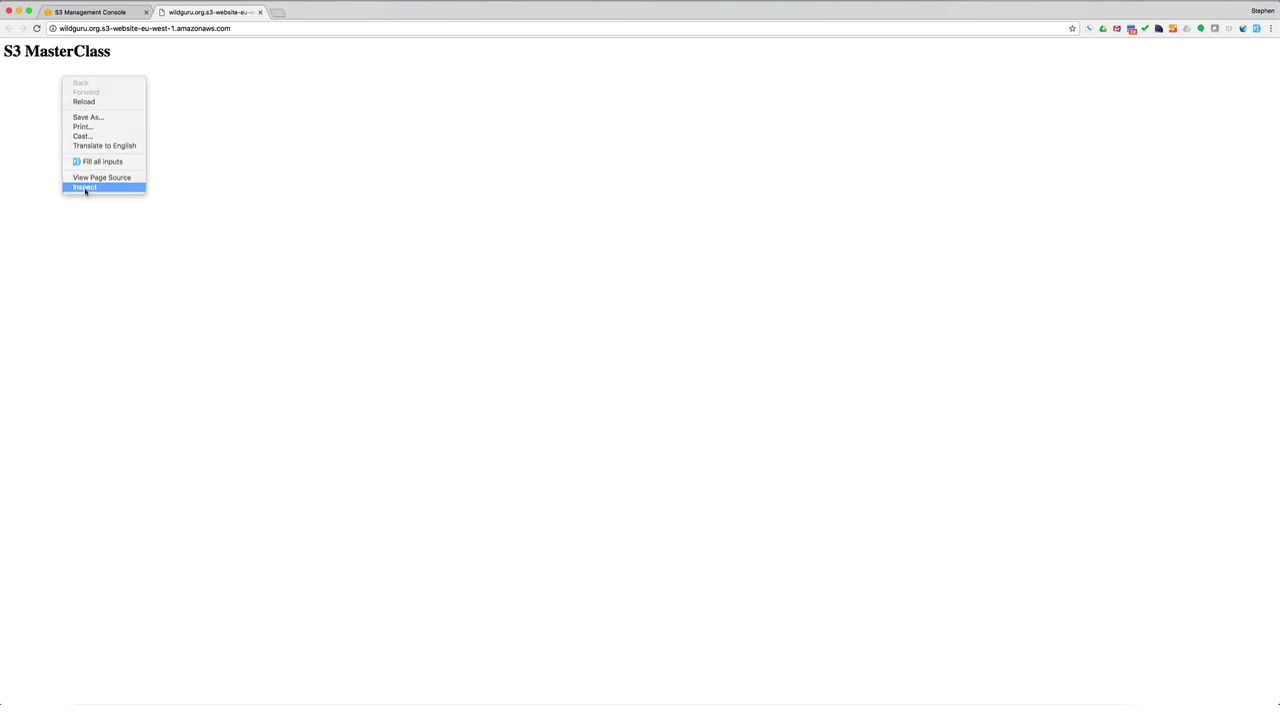 S3 Management Console
wildguru.org.s3-website-eu-w
Stephen
wildguru.org.s3-website-eu-west-1.amazonaws.com
S3 MasterClass
Back
Forward
Reload
Save As...
Print...
Cast...
Translate to English
Fill all inputs
View Page Source
Inspect